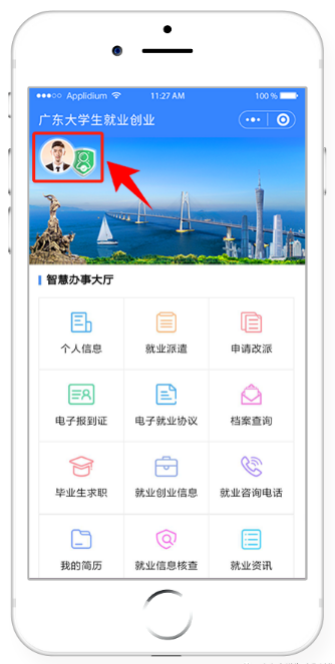 Applidium 11:27 AM 100 %
广东大学生就业创业
智慧办事大厅
个人信息 就业派遣 申请改派
电子报到证 电子就业协议 档案查询
毕业生求职 就业创业信息 就业咨询电话
我的简历 就业信息核查 就业资讯